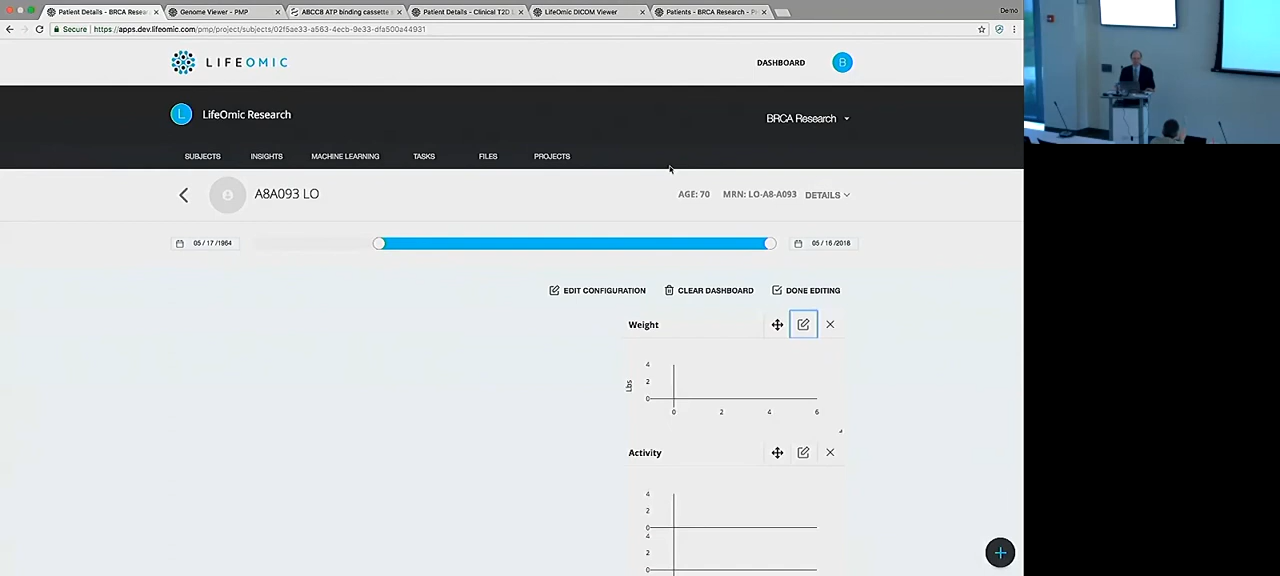 Patient Details - BRCA Resea
Genome Viewer - PMP
ABCC8 ATP binding cassette
Patient Details - Clinical T2D
LifeOmic DICOM Viewer
Patients - BRCA Research - P
Demo
Secure
https://apps.dev.lifeomic.com/pmp/project/subjects/02f5ae33-a563-4ecb-9e33-dfa500a44931
LIFEOMIC
DASHBOARD
B
L
LifeOmic Research
BRCA Research
SUBJECTS
INSIGHTS
MACHINE LEARNING
TASKS
FILES
PROJECTS
A8A093 LO
AGE: 70
MRN: LO-A8-A093
DETAILS
05 / 17 /1964
05 / 16 /2016
EDIT CONFIGURATION
CLEAR DASHBOARD
DONE EDITING
Weight
4
2
0
Lbs
0
2
4
6
Activity
4
2
0
4
2
0